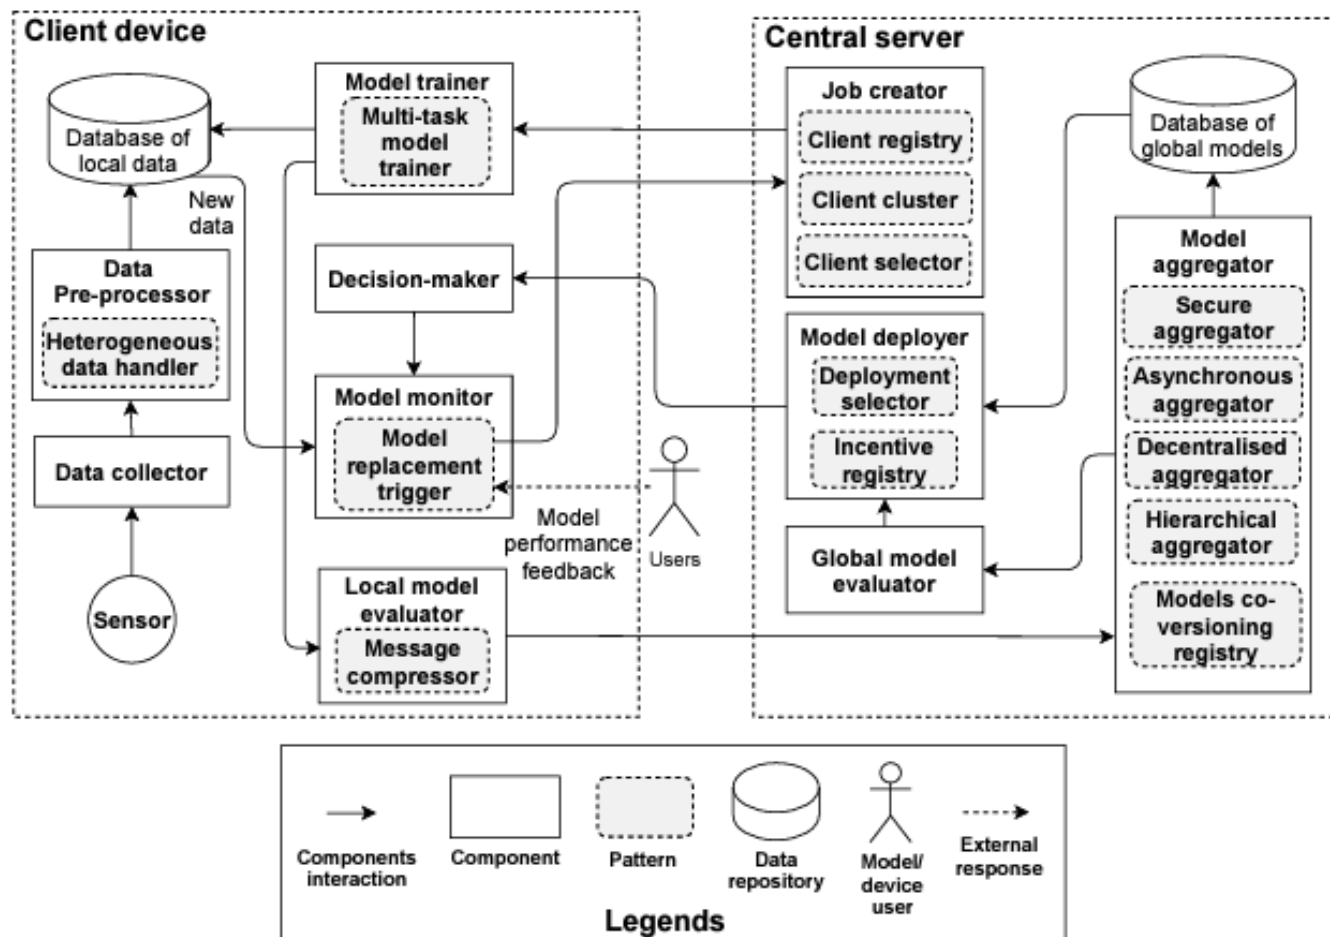 Client device
Database of
local data
New
data
Data
Pre-processor
Heterogeneous
data handler
Data collector
Sensor
Model trainer
Multi-task
model
trainer
Decision-maker
Model monitor
Model
replacement
trigger
Model
performance
feedback
Users
Local model
evaluator
Message
compressor
Central server
Job creator
Client registry
Client cluster
Client selector
Model deployer
Deployment
selector
Incentive
registry
Global model
evaluator
Database of
global models
Model
aggregator
Secure
aggregator
Asynchronous
aggregator
Decentralised
aggregator
Hierarchical
aggregator
Models co-
versioning
registry
Components
interaction
Component
Pattern
Data
repository
Model/
device
user
External
response
Legends